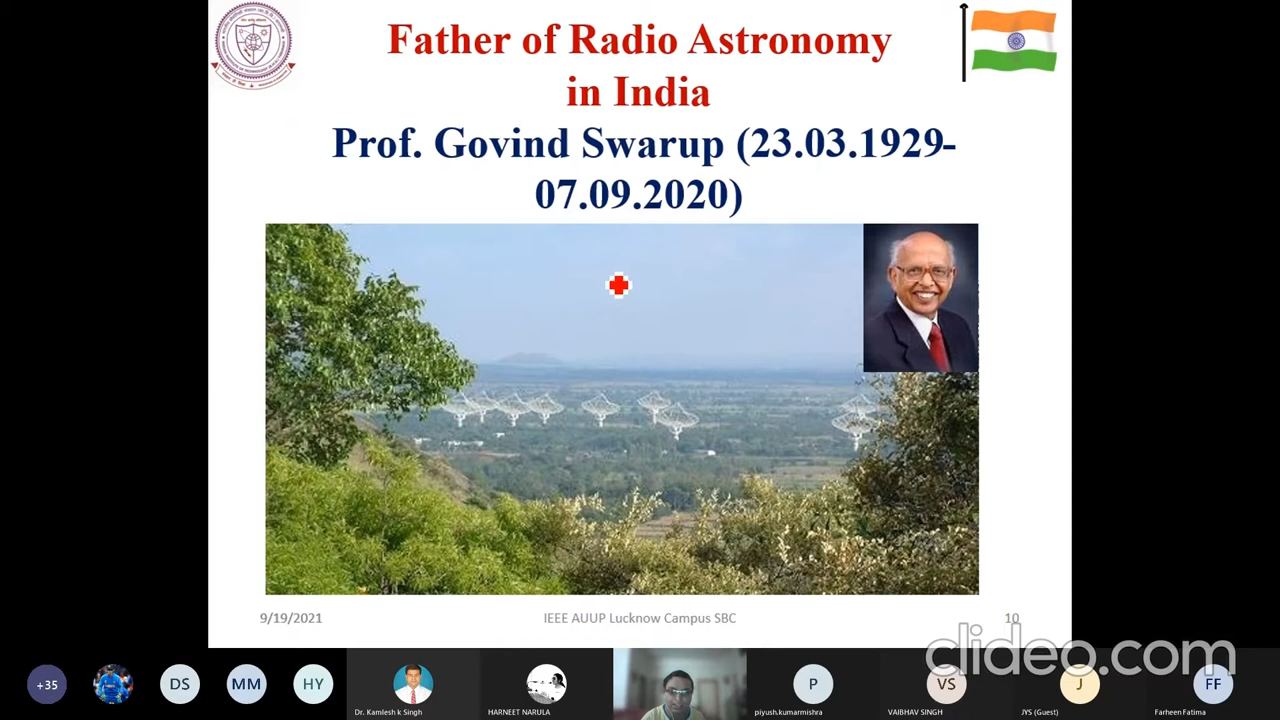 Father of Radio Astronomy
in India
Prof. Govind Swarup (23.03.1929-
07.09.2020)
9/19/2021
IEEE AUUP Lucknow Campus SBC
10
clideo.com
+35
DS
MM
HY
Dr. Kamlesh k Singh
HARNEET NARULA
P
piyush.kumarmishra
VS
VAIBHAV SINGH
J
JYS (Guest)
FF
Farheen Fatima